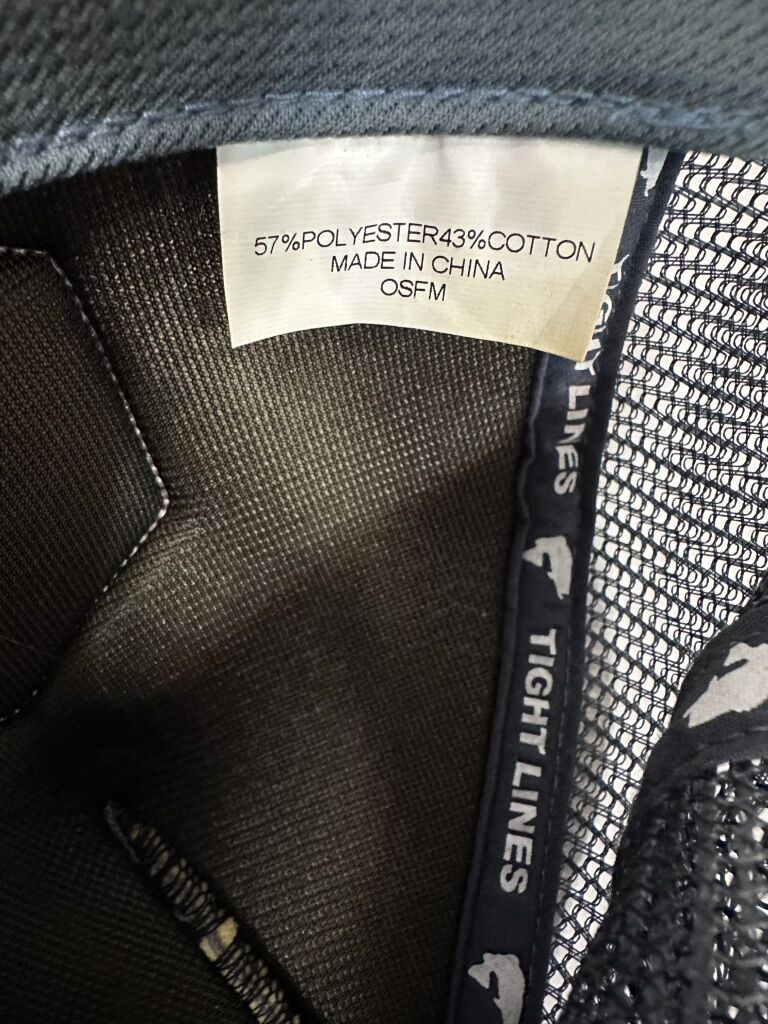 57%POLYESTER43%COTTON
MADE IN CHINA
OSFM
TIGHT LINES
TIGHT LINES